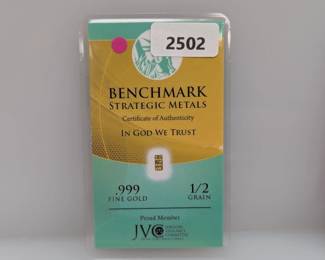 2502
BENCHMARK
STRATEGIC METALS
Certificate of Authenticity
IN GOD WE TRUST
.999
FINE GOLD
1/2
GRAIN
Proud Member
JVC